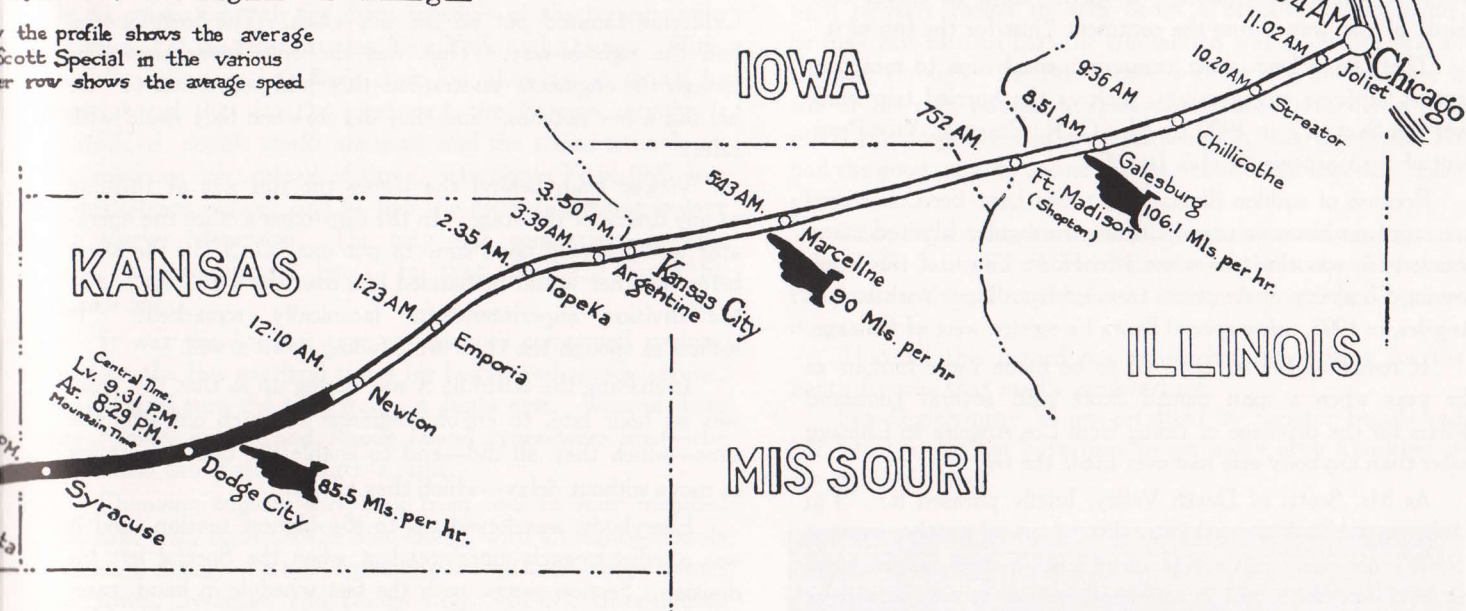 the profile shows the average
Scott Special in the various
row shows the average speed
IOWA
KANSAS
MISSOURI
ILLINOIS
Syracuse
Central Time.
Lv. 9:31 P.M.
Ar. 8:29 P.M.
Mountain Time
Dodge City
85.5 Mls. per hr.
12:10 AM.
Newton
1:23 AM.
Emporia
2:35 AM.
Topeka
3:39 AM.
Argentine
3.50 A.M.
Kansas City
5:43 AM.
Marceline
90 Mls. per hr
7:52 AM.
Ft. Madison
(Shopton)
8.51 AM.
Galesburg
106.1 Mls. per hr.
9:36 AM
Chillicothe
10.20 AM
Screator
11.02 AM
Joliet
4 AM
Chicago